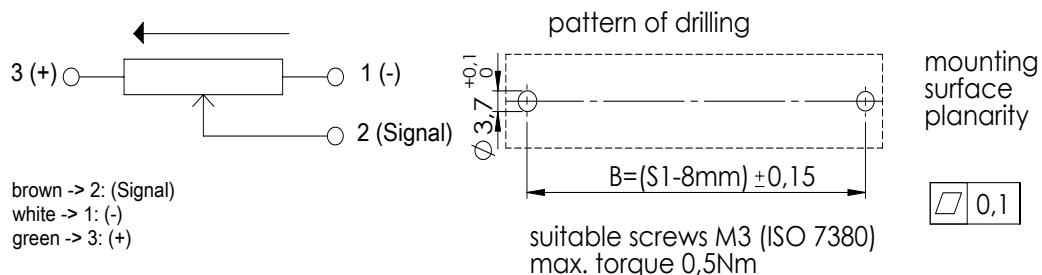 pattern of drilling
3 (+)
1 (-)
2 (Signal)
brown -> 2: (Signal)
white -> 1: (-)
green -> 3: (+)
Ø 3,7 +0,1 0
B=(S1-8mm) ±0,15
suitable screws M3 (ISO 7380)
max. torque 0,5Nm
mounting
surface
planarity
0,1